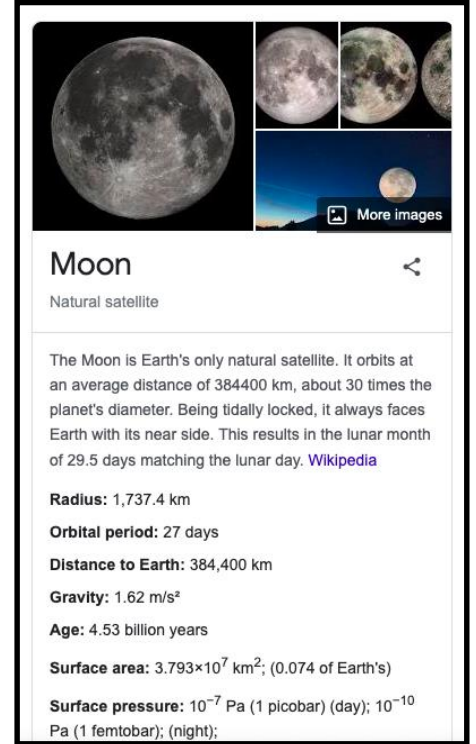 More images
Moon
Natural satellite
The Moon is Earth's only natural satellite. It orbits at
an average distance of 384400 km, about 30 times the
planet's diameter. Being tidally locked, it always faces
Earth with its near side. This results in the lunar month
of 29.5 days matching the lunar day. Wikipedia
Radius: 1,737.4 km
Orbital period: 27 days
Distance to Earth: 384,400 km
Gravity: 1.62 m/s²
Age: 4.53 billion years
Surface area: 3.793×10⁷ km²; (0.074 of Earth's)
Surface pressure: 10⁻⁷ Pa (1 picobar) (day); 10⁻¹⁰
Pa (1 femtobar); (night);